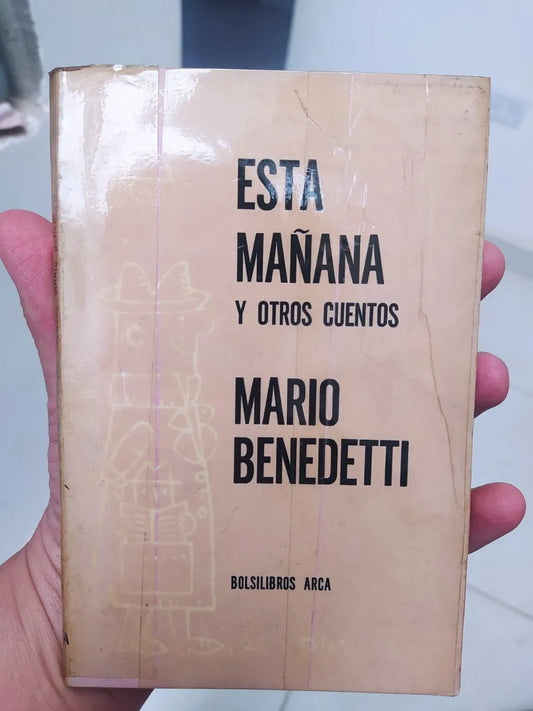 ESTA
MAÑANA
Y OTROS CUENTOS
MARIO
BENEDETTI
BOLSILIBROS ARCA